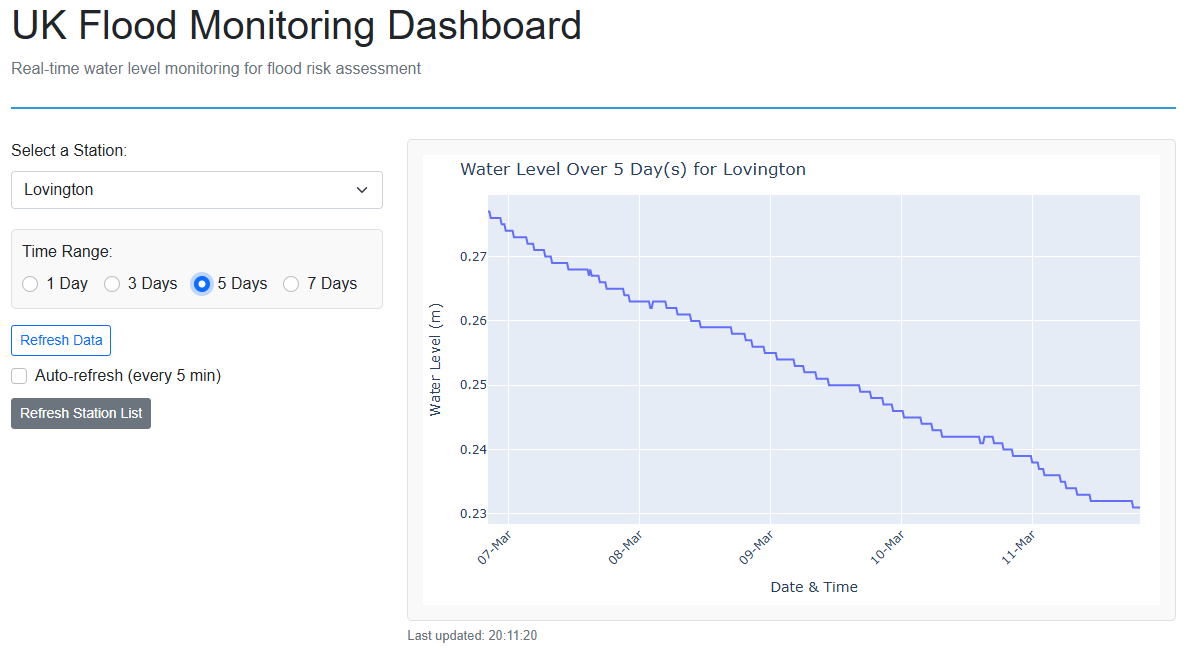 UK Flood Monitoring Dashboard
Real-time water level monitoring for flood risk assessment
Select a Station:
Lovington
Time Range:
1 Day
3 Days
5 Days
7 Days
Refresh Data
Auto-refresh (every 5 min)
Refresh Station List
Water Level Over 5 Day(s) for Lovington
Water Level (m)
0.27
0.26
0.25
0.24
0.23
07-Mar
08-Mar
09-Mar
10-Mar
11-Mar
Date & Time
Last updated: 20:11:20